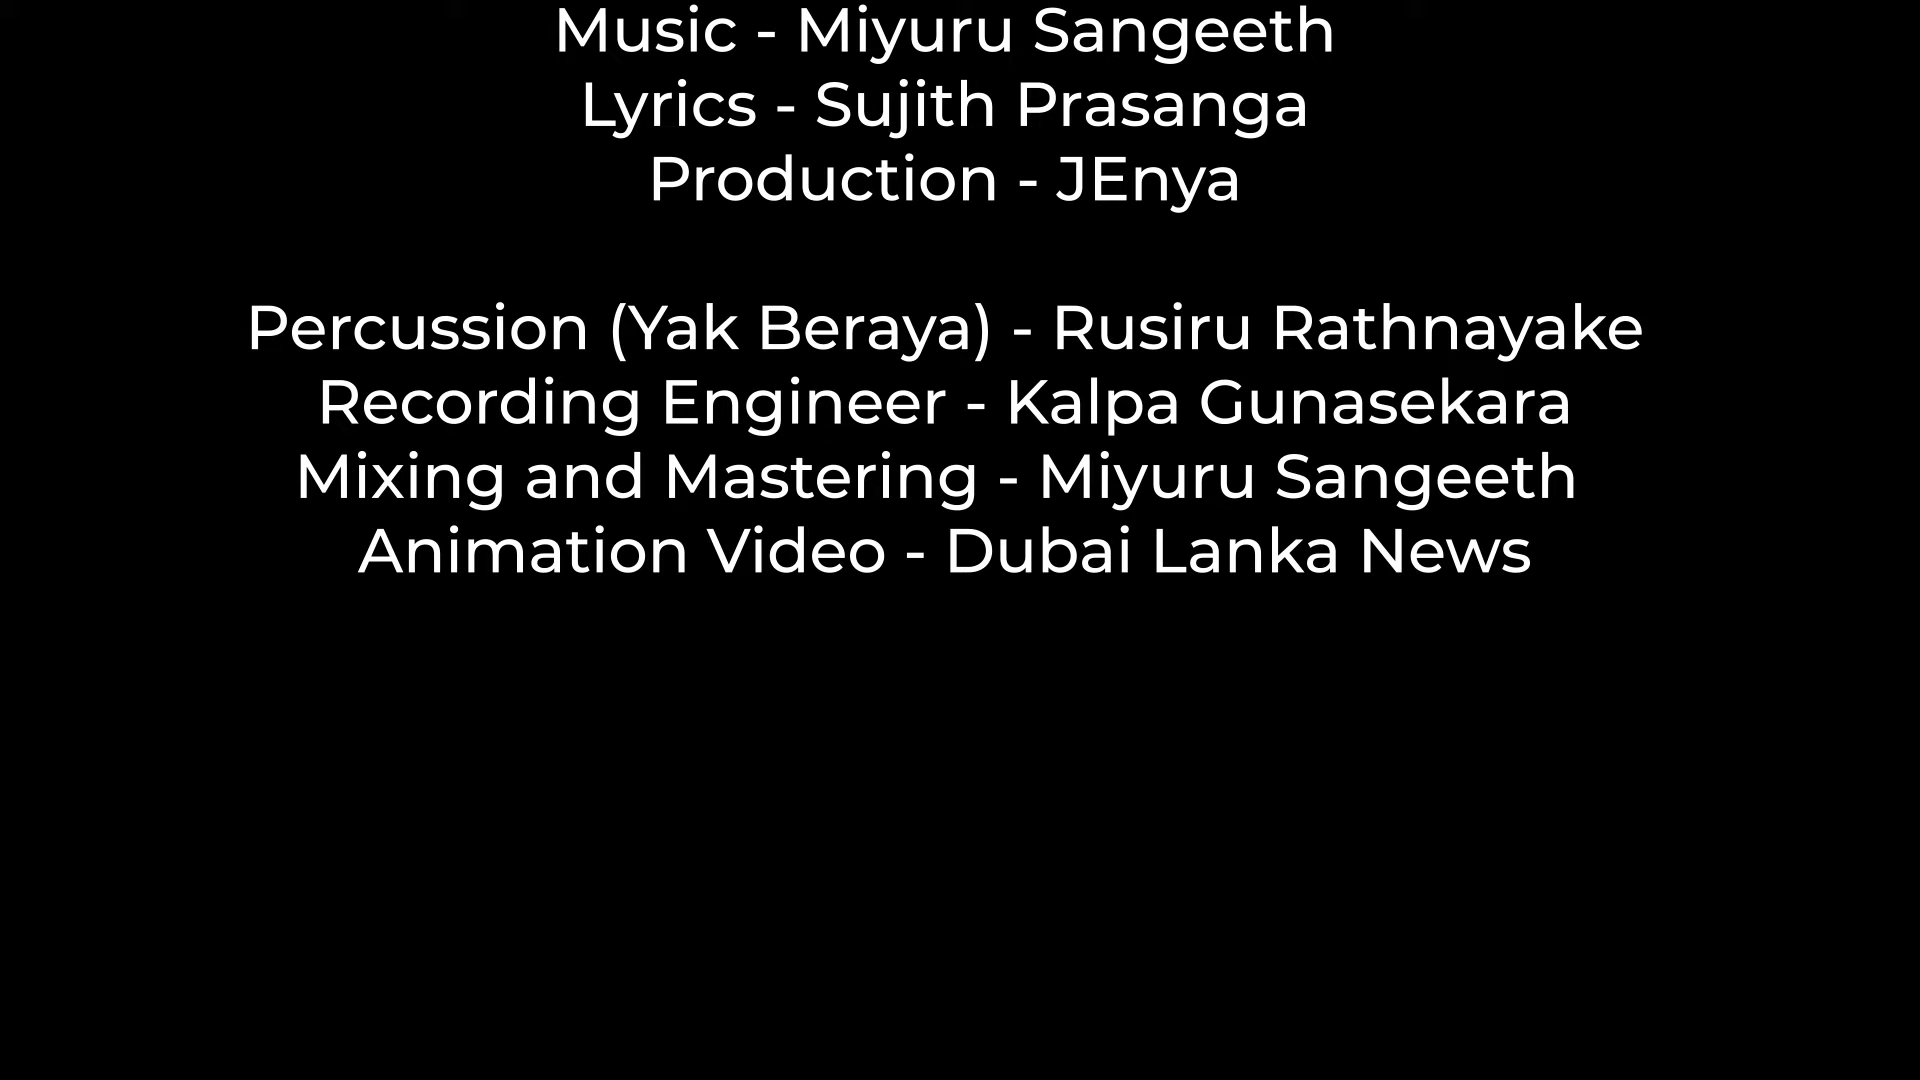 Music - Miyuru Sangeeth
Lyrics - Sujith Prasanga
Production - JEnya
Percussion (Yak Beraya) - Rusiru Rathnayake
Recording Engineer - Kalpa Gunasekara
Mixing and Mastering - Miyuru Sangeeth
Animation Video - Dubai Lanka News